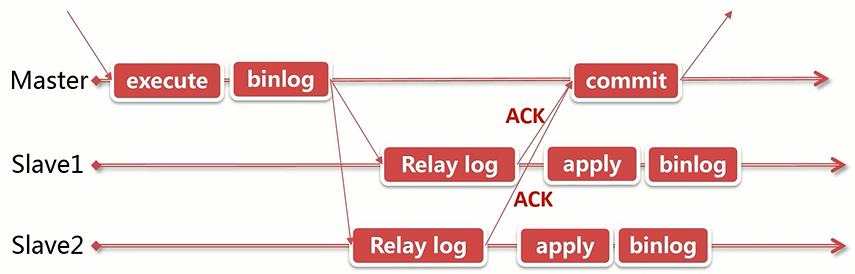 Master execute binlog commit
ACK
Slave1 Relay log apply binlog
ACK
Slave2 Relay log apply binlog